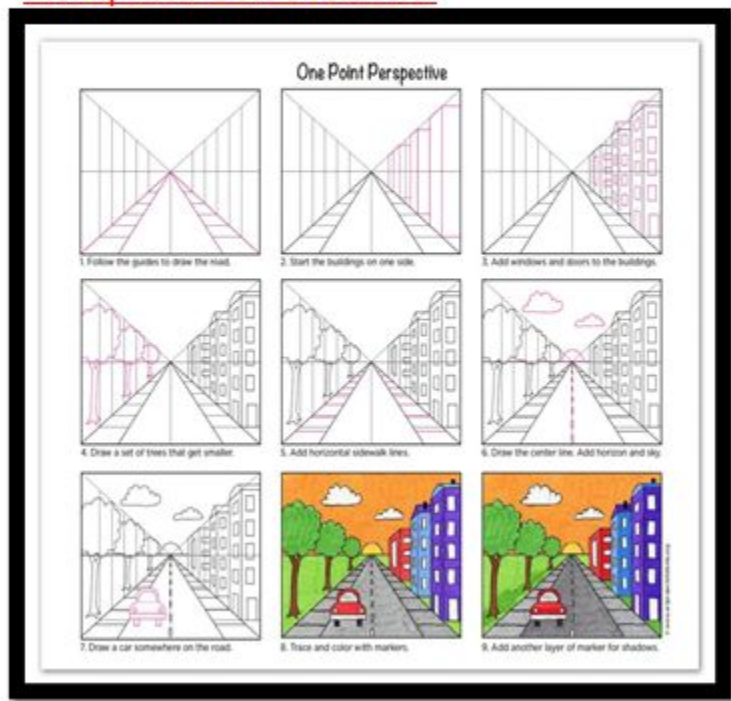 One Point Perspective
1. Follow the guides to draw the road.
2. Start the buildings on one side.
3. Add windows and doors to the buildings.
4. Draw a set of trees that get smaller.
5. Add horizontal sidewalk lines.
6. Draw the center line. Add horizon and sky.
7. Draw a car somewhere on the road.
8. Trace and color with markers.
9. Add another layer of marker for shadows.